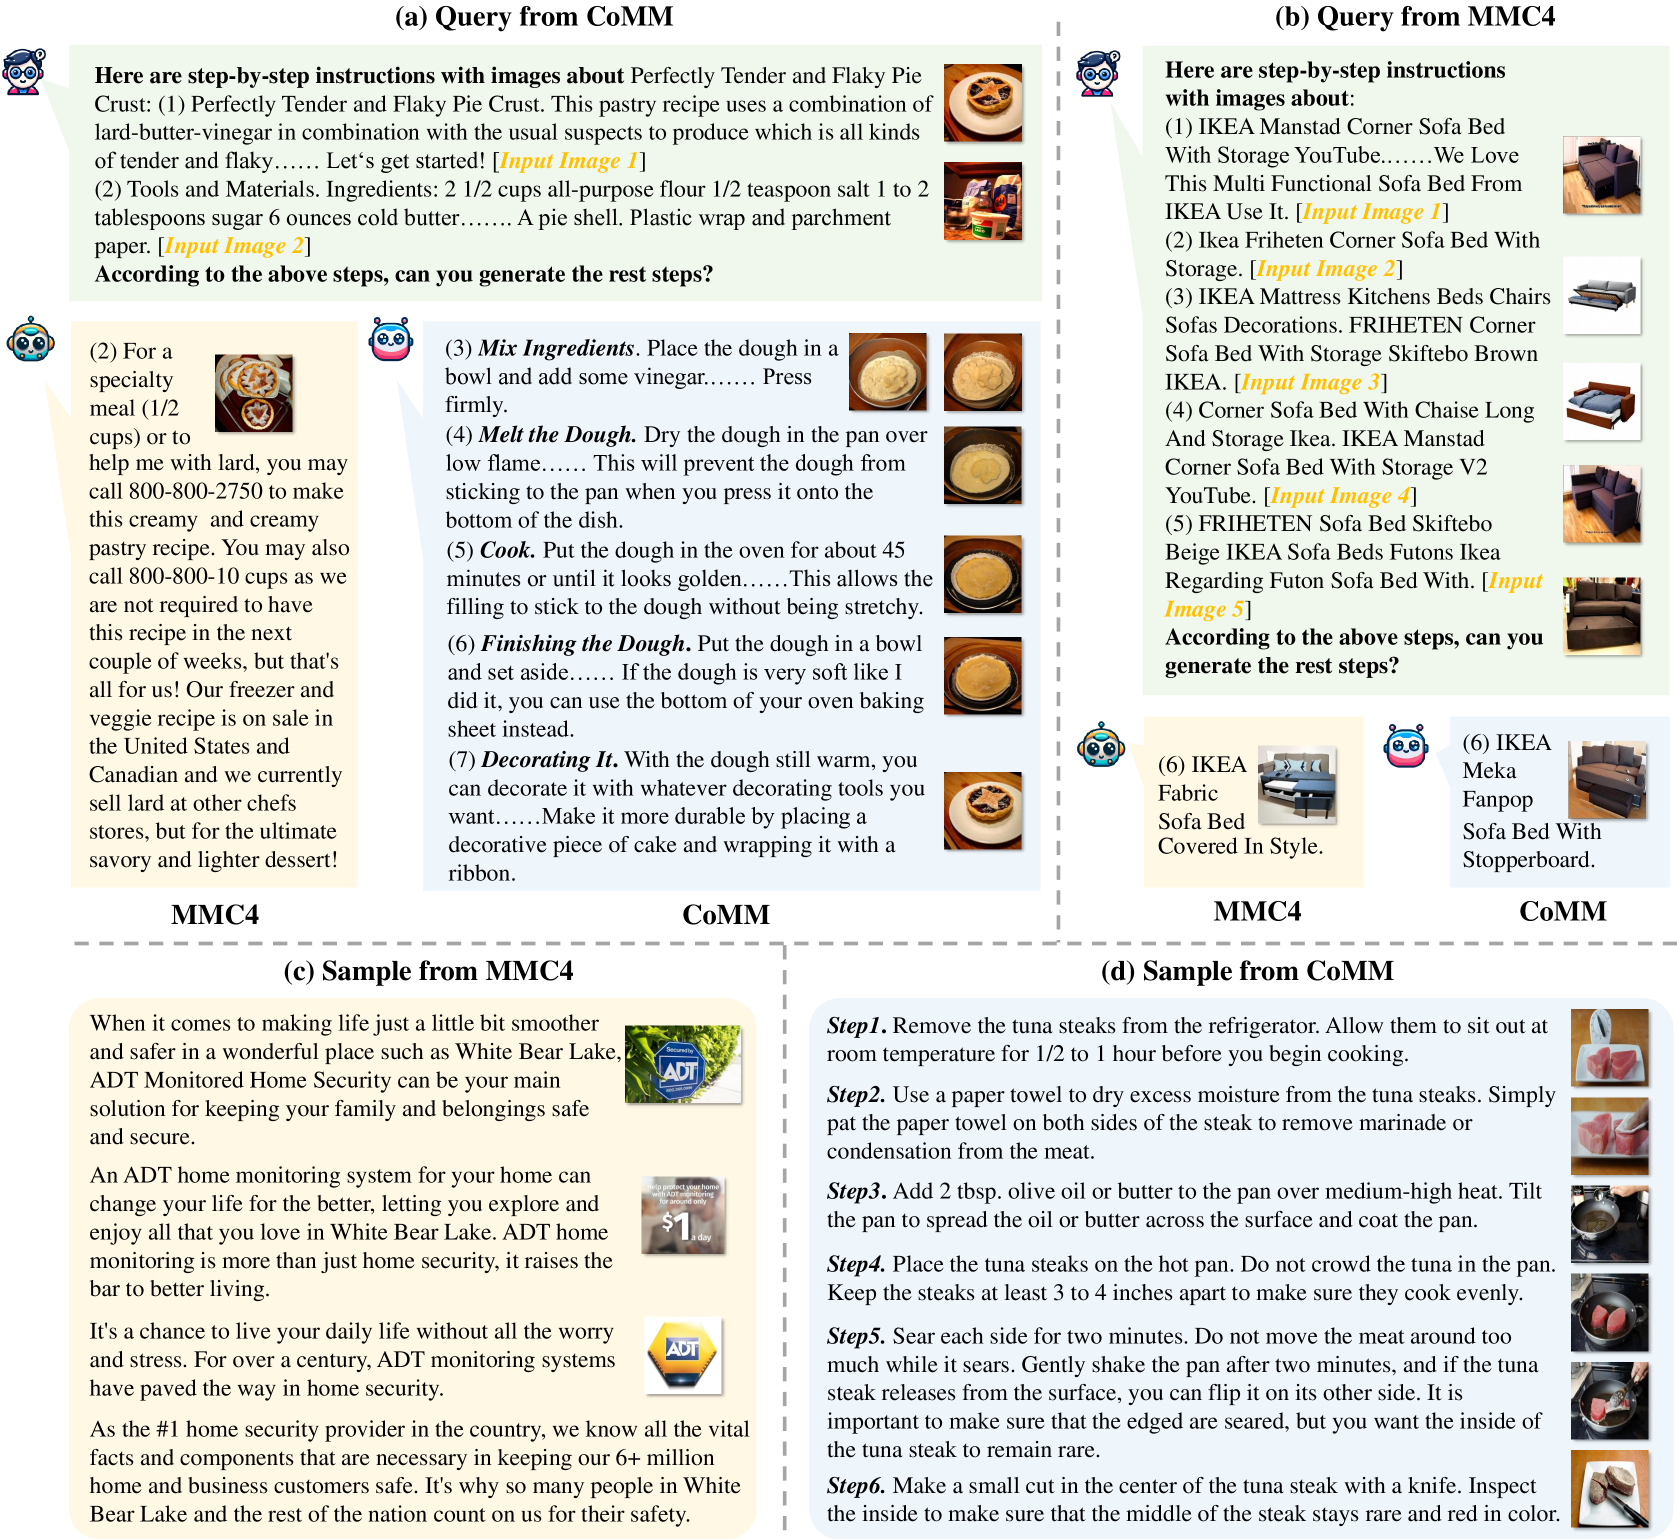 (a) Query from CoMM
Here are step-by-step instructions with images about Perfectly Tender and Flaky Pie
Crust: (1) Perfectly Tender and Flaky Pie Crust. This pastry recipe uses a combination of
lard-butter-vinegar in combination with the usual suspects to produce which is all kinds
of tender and flaky…… Let‘s get started! [Input Image 1]
(2) Tools and Materials. Ingredients: 2 1/2 cups all-purpose flour 1/2 teaspoon salt 1 to 2
tablespoons sugar 6 ounces cold butter……. A pie shell. Plastic wrap and parchment
paper. [Input Image 2]
According to the above steps, can you generate the rest steps?
(2) For a
specialty
meal (1/2
cups) or to
help me with lard, you may
call 800-800-2750 to make
this creamy and creamy
pastry recipe. You may also
call 800-800-10 cups as we
are not required to have
this recipe in the next
couple of weeks, but that's
all for us! Our freezer and
veggie recipe is on sale in
the United States and
Canadian and we currently
sell lard at other chefs
stores, but for the ultimate
savory and lighter dessert!
MMC4
(3) Mix Ingredients. Place the dough in a
bowl and add some vinegar……. Press
firmly.
(4) Melt the Dough. Dry the dough in the pan over
low flame…… This will prevent the dough from
sticking to the pan when you press it onto the
bottom of the dish.
(5) Cook. Put the dough in the oven for about 45
minutes or until it looks golden……This allows the
filling to stick to the dough without being stretchy.
(6) Finishing the Dough. Put the dough in a bowl
and set aside…… If the dough is very soft like I
did it, you can use the bottom of your oven baking
sheet instead.
(7) Decorating It. With the dough still warm, you
can decorate it with whatever decorating tools you
want……Make it more durable by placing a
decorative piece of cake and wrapping it with a
ribbon.
CoMM
(b) Query from MMC4
Here are step-by-step instructions
with images about:
(1) IKEA Manstad Corner Sofa Bed
With Storage YouTube.……We Love
This Multi Functional Sofa Bed From
IKEA Use It. [Input Image 1]
(2) Ikea Friheten Corner Sofa Bed With
Storage. [Input Image 2]
(3) IKEA Mattress Kitchens Beds Chairs
Sofas Decorations. FRIHETEN Corner
Sofa Bed With Storage Skiftebo Brown
IKEA. [Input Image 3]
(4) Corner Sofa Bed With Chaise Long
And Storage Ikea. IKEA Manstad
Corner Sofa Bed With Storage V2
YouTube. [Input Image 4]
(5) FRIHETEN Sofa Bed Skiftebo
Beige IKEA Sofa Beds Futons Ikea
Regarding Futon Sofa Bed With. [Input
Image 5]
According to the above steps, can you
generate the rest steps?
(6) IKEA
Fabric
Sofa Bed
Covered In Style.
MMC4
(6) IKEA
Meka
Fanpop
Sofa Bed With
Stopperboard.
CoMM
(c) Sample from MMC4
When it comes to making life just a little bit smoother
and safer in a wonderful place such as White Bear Lake,
ADT Monitored Home Security can be your main
solution for keeping your family and belongings safe
and secure.
Secured by
ADT
An ADT home monitoring system for your home can
change your life for the better, letting you explore and
enjoy all that you love in White Bear Lake. ADT home
monitoring is more than just home security, it raises the
bar to better living.
Help protect your home
with ADT monitoring
for around only
$1 a day
It's a chance to live your daily life without all the worry
and stress. For over a century, ADT monitoring systems
have paved the way in home security.
ADT
As the #1 home security provider in the country, we know all the vital
facts and components that are necessary in keeping our 6+ million
home and business customers safe. It's why so many people in White
Bear Lake and the rest of the nation count on us for their safety.
(d) Sample from CoMM
Step1. Remove the tuna steaks from the refrigerator. Allow them to sit out at
room temperature for 1/2 to 1 hour before you begin cooking.
Step2. Use a paper towel to dry excess moisture from the tuna steaks. Simply
pat the paper towel on both sides of the steak to remove marinade or
condensation from the meat.
Step3. Add 2 tbsp. olive oil or butter to the pan over medium-high heat. Tilt
the pan to spread the oil or butter across the surface and coat the pan.
Step4. Place the tuna steaks on the hot pan. Do not crowd the tuna in the pan.
Keep the steaks at least 3 to 4 inches apart to make sure they cook evenly.
Step5. Sear each side for two minutes. Do not move the meat around too
much while it sears. Gently shake the pan after two minutes, and if the tuna
steak releases from the surface, you can flip it on its other side. It is
important to make sure that the edged are seared, but you want the inside of
the tuna steak to remain rare.
Step6. Make a small cut in the center of the tuna steak with a knife. Inspect
the inside to make sure that the middle of the steak stays rare and red in color.